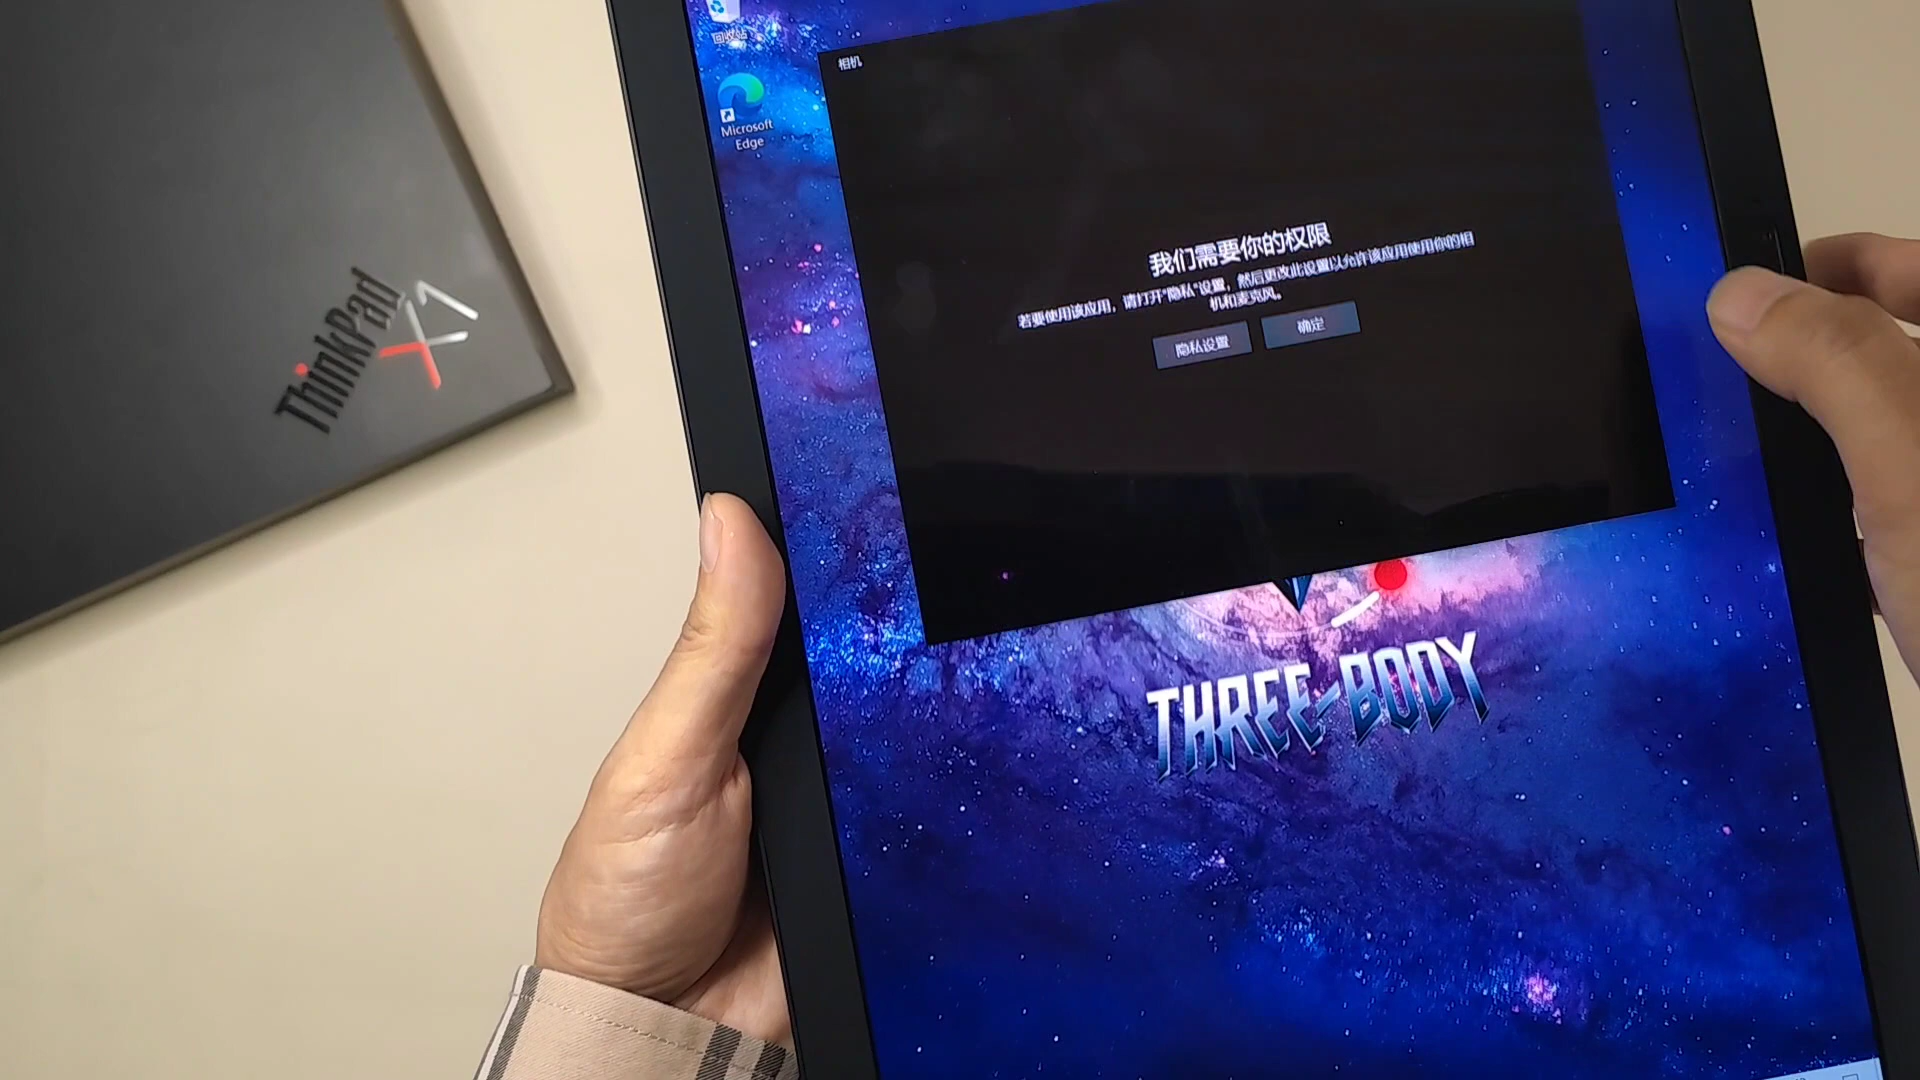 回收站
Microsoft
Edge
相机
我们需要你的权限
若要使用该应用，请打开"隐私"设置，然后更改此设置以允许该应用使用你的相
机和麦克风。
隐私设置
确定
THREE-BODY
ThinkPad
X1